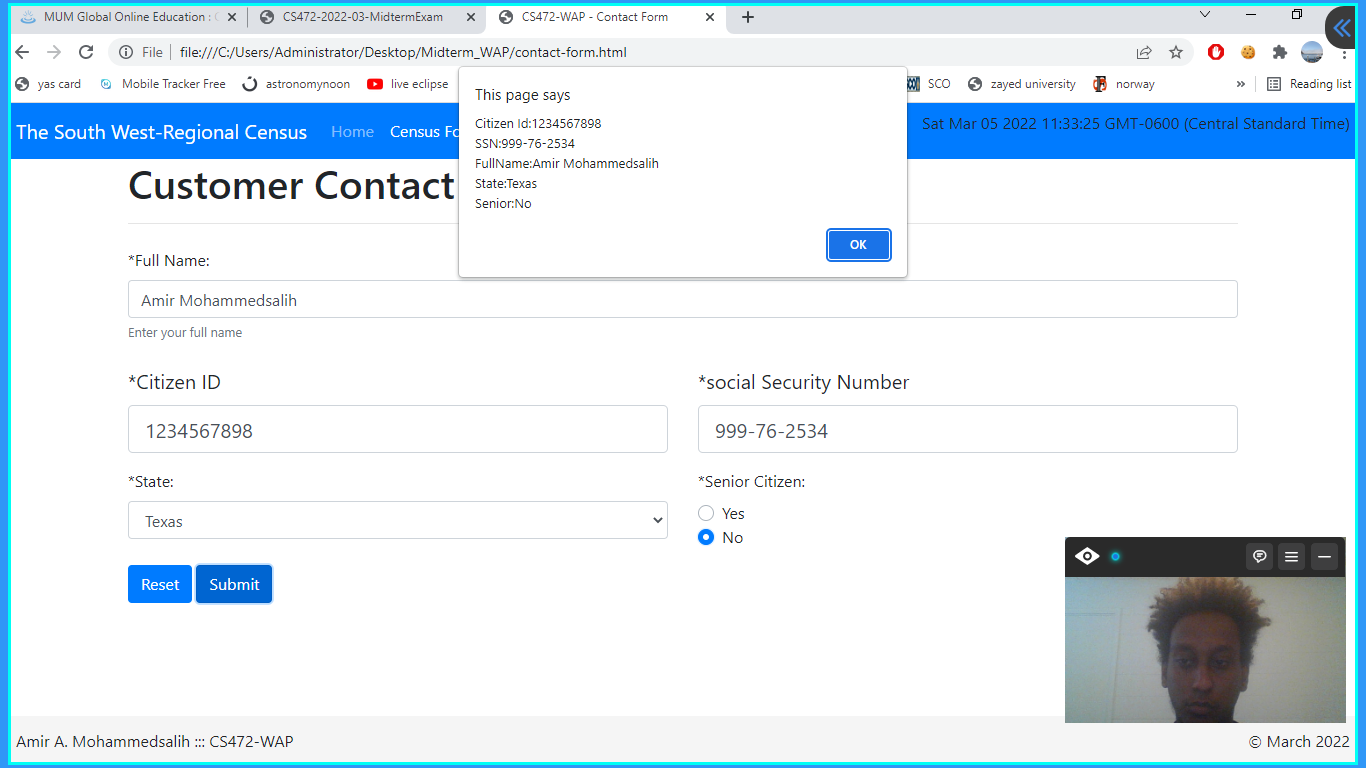 MUM Global Online Education : C
CS472-2022-03-MidtermExam
CS472-WAP - Contact Form
File
file:///C:/Users/Administrator/Desktop/Midterm_WAP/contact-form.html
yas card
Mobile Tracker Free
astronomynoon
live eclipse
SCO
zayed university
norway
»
Reading list
This page says
Citizen Id:1234567898
SSN:999-76-2534
FullName:Amir Mohammedsalih
State:Texas
Senior:No
OK
The South West-Regional Census
Home
Census Fo
Sat Mar 05 2022 11:33:25 GMT-0600 (Central Standard Time)
Customer Contact
*Full Name:
Amir Mohammedsalih
Enter your full name
*Citizen ID
*social Security Number
1234567898
999-76-2534
*State:
*Senior Citizen:
Texas
Yes
No
Reset
Submit
Amir A. Mohammedsalih ::: CS472-WAP
© March 2022